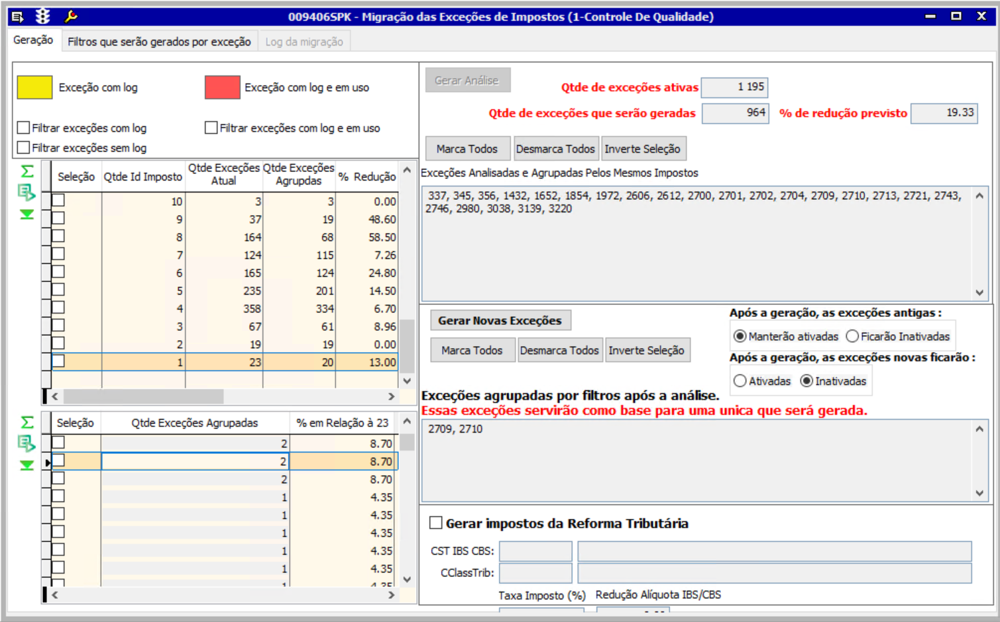 009406SPK - Migração das Exceções de Impostos (1-Controle De Qualidade)
Geração
Filtros que serão gerados por exceção
Log da migração
Exceção com log
Exceção com log e em uso
Filtrar exceções com log
Filtrar exceções com log e em uso
Filtrar exceções sem log
Gerar Análise
Qtde de exceções ativas 1 195
Qtde de exceções que serão geradas 964
% de redução previsto 19.33
Marca Todos
Desmarca Todos
Inverte Seleção
Exceções Analisadas e Agrupadas Pelos Mesmos Impostos
337, 345, 356, 1432, 1652, 1854, 1972, 2606, 2612, 2700, 2701, 2702, 2704, 2709, 2710, 2713, 2721, 2743,
2746, 2980, 3038, 3139, 3220
Seleção Qtde Id Imposto Qtde Exceções Atual Qtde Exceções Agrupdas % Redução
10 3 3 0.00
9 37 19 48.60
8 164 68 58.50
7 124 115 7.26
6 165 124 24.80
5 235 201 14.50
4 358 334 6.70
3 67 61 8.96
2 19 19 0.00
1 23 20 13.00
Gerar Novas Exceções
Marca Todos
Desmarca Todos
Inverte Seleção
Após a geração, as exceções antigas :
Manterão ativadas
Ficarão Inativadas
Após a geração, as exceções novas ficarão :
Ativadas
Inativadas
Exceções agrupadas por filtros após a análise.
Essas exceções servirão como base para uma unica que será gerada.
2709, 2710
Seleção Qtde Exceções Agrupadas % em Relação à 23
2 8.70
2 8.70
2 8.70
1 4.35
1 4.35
1 4.35
1 4.35
1 4.35
1 4.35
Gerar impostos da Reforma Tributária
CST IBS CBS:
CClassTrib:
Taxa Imposto (%)
Redução Alíquota IBS/CBS